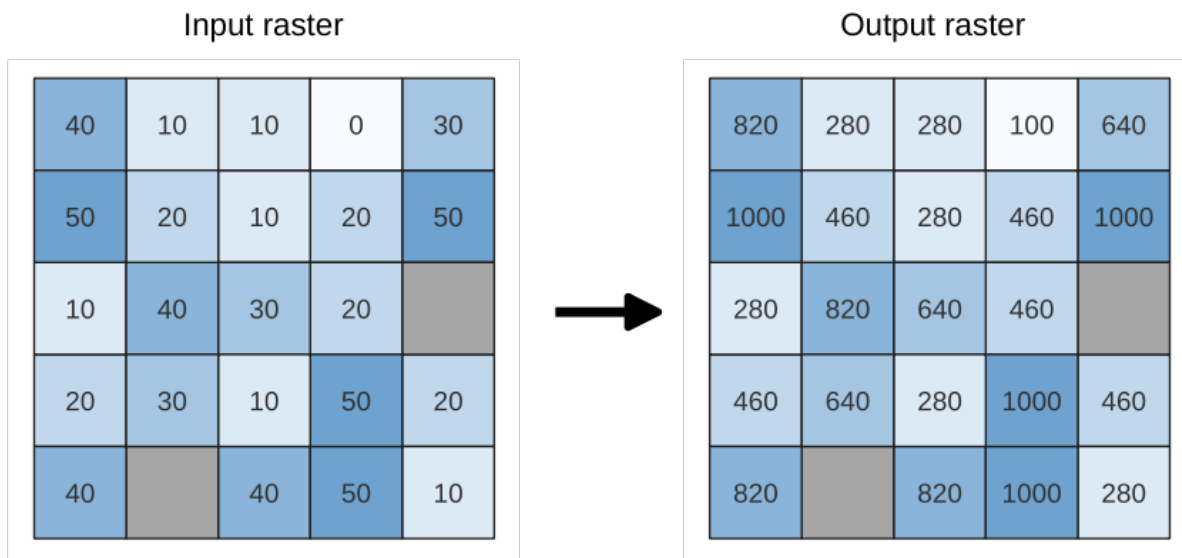 Input raster
Output raster
40 10 10 0 30
820 280 280 100 640
50 20 10 20 50
1000 460 280 460 1000
10 40 30 20
280 820 640 460
20 30 10 50 20
460 640 280 1000 460
40 40 50 10
820 820 1000 280